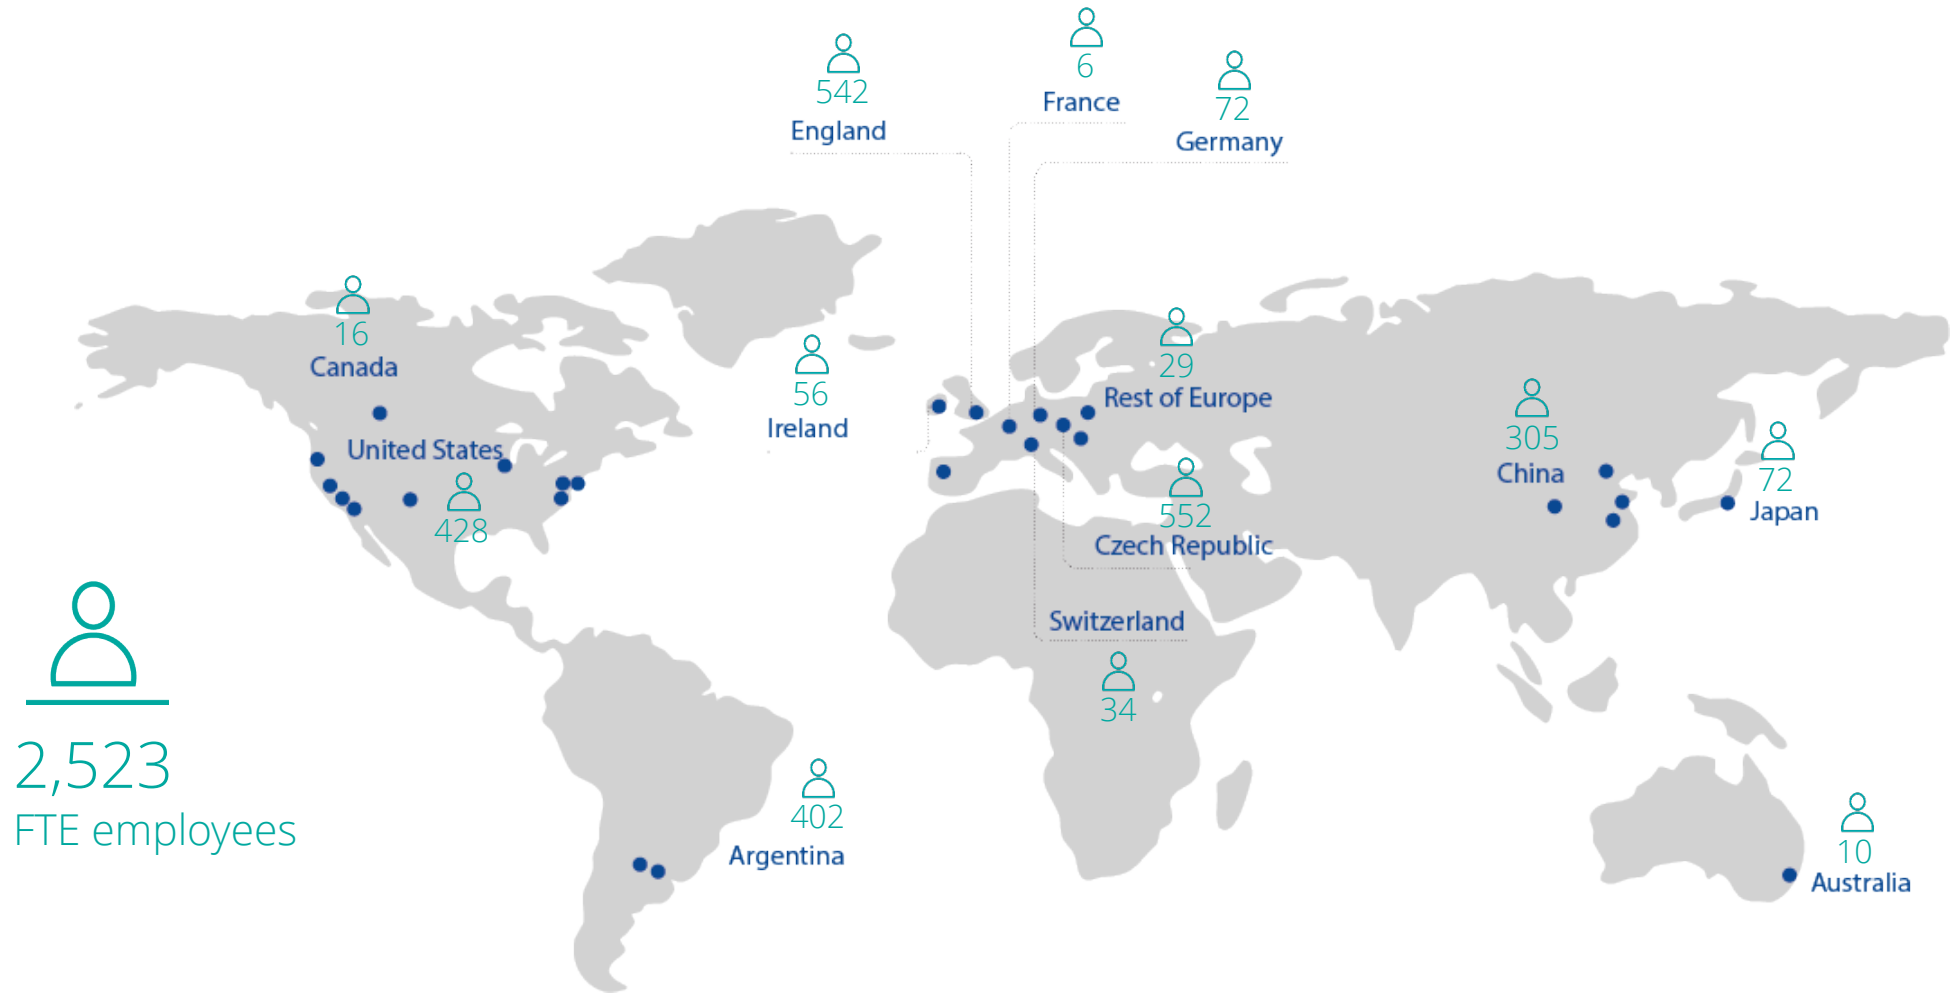 6
France
542
England
72
Germany
16
Canada
29
Rest of Europe
56
Ireland
305
China
United States
428
72
Japan
552
Czech Republic
Switzerland
34
2,523
FTE employees
402
Argentina
10
Australia